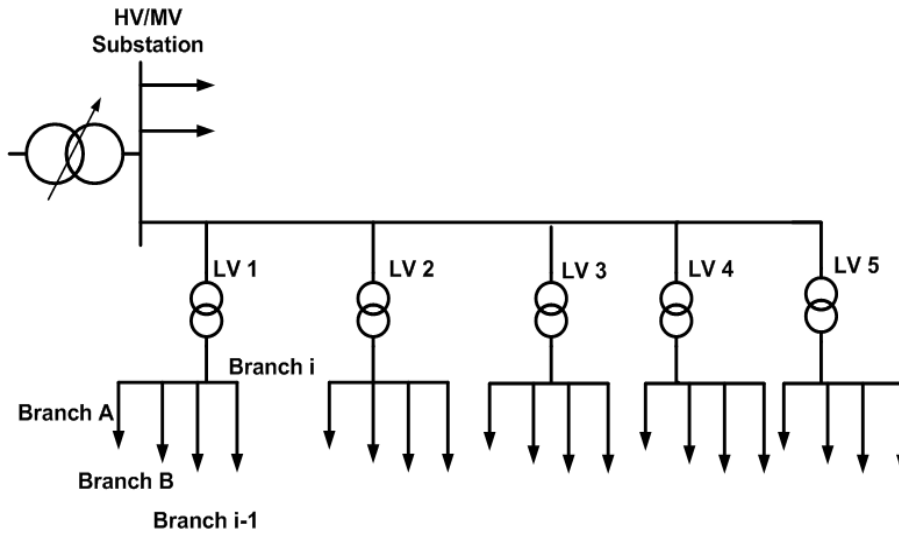 HV/MV
Substation
LV 1
LV 2
LV 3
LV 4
LV 5
Branch i
Branch A
Branch B
Branch i-1